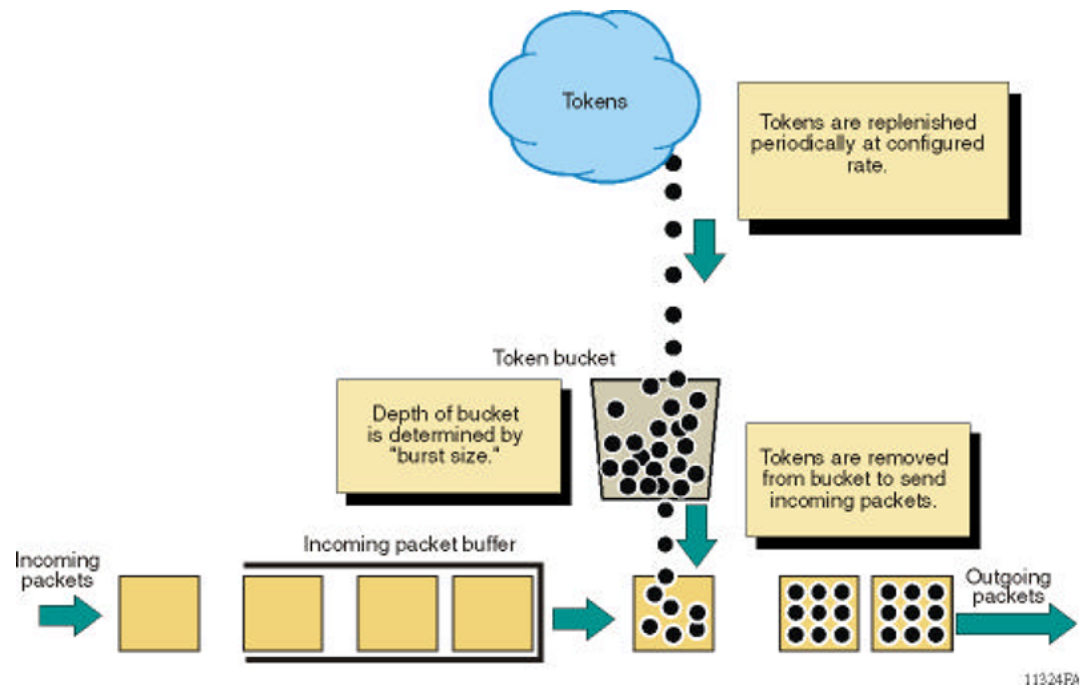 Tokens
Tokens are replenished
periodically at configured
rate.
Token bucket
Depth of bucket
is determined by
"burst size."
Tokens are removed
from bucket to send
incoming packets.
Incoming packet buffer
Incoming
packets
Outgoing
packets
11324PA